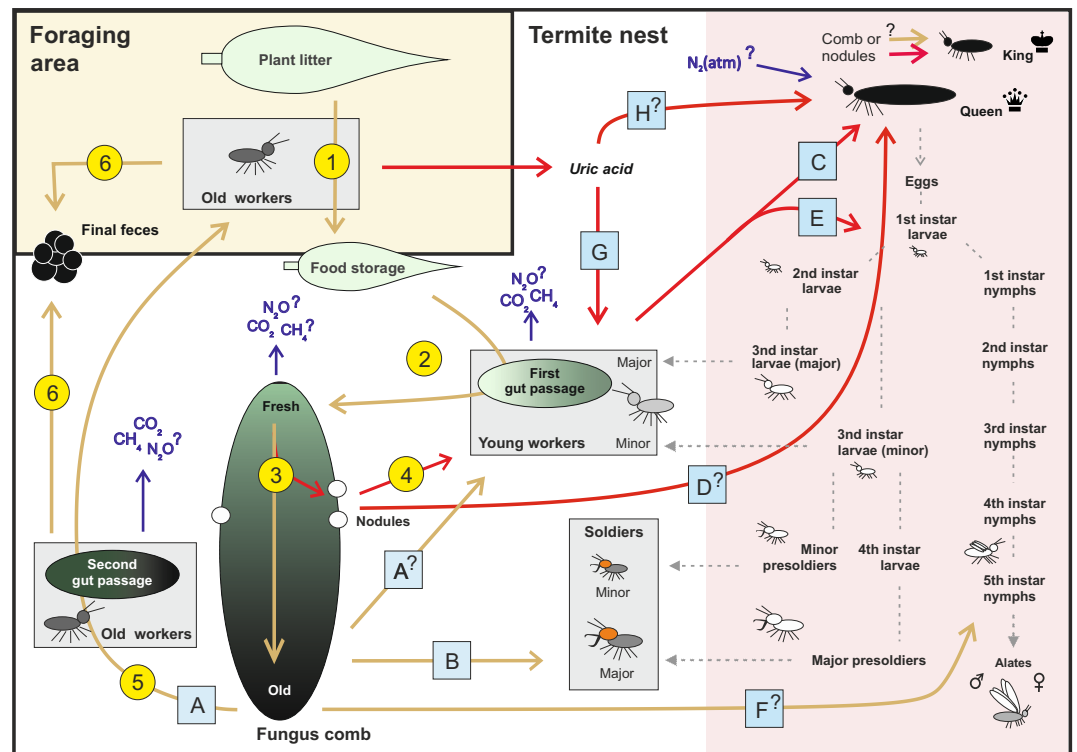 Foraging
area
Plant litter
6
1
Old workers
Final feces
Food storage
Termite nest
N₂(atm) ?
Comb or
nodules
?
King
Queen
H?
Uric acid
C
E
G
Eggs
1st instar
larvae
2nd instar
larvae
1st instar
nymphs
N₂O?
CO₂ CH₄?
N₂O?
CO₂ CH₄
2
First
gut passage
Major
Young workers
Minor
3nd instar
larvae (major)
2nd instar
nymphs
6
Fresh
3
4
Nodules
D?
3nd instar
larvae (minor)
3rd instar
nymphs
CO₂
CH₄ N₂O?
Second
gut passage
Old workers
A?
Soldiers
Minor
Major
Minor
presoldiers
4th instar
larvae
4th instar
nymphs
5th instar
nymphs
B
Major presoldiers
Alates
♂ ♀
5
A
Old
F?
Fungus comb